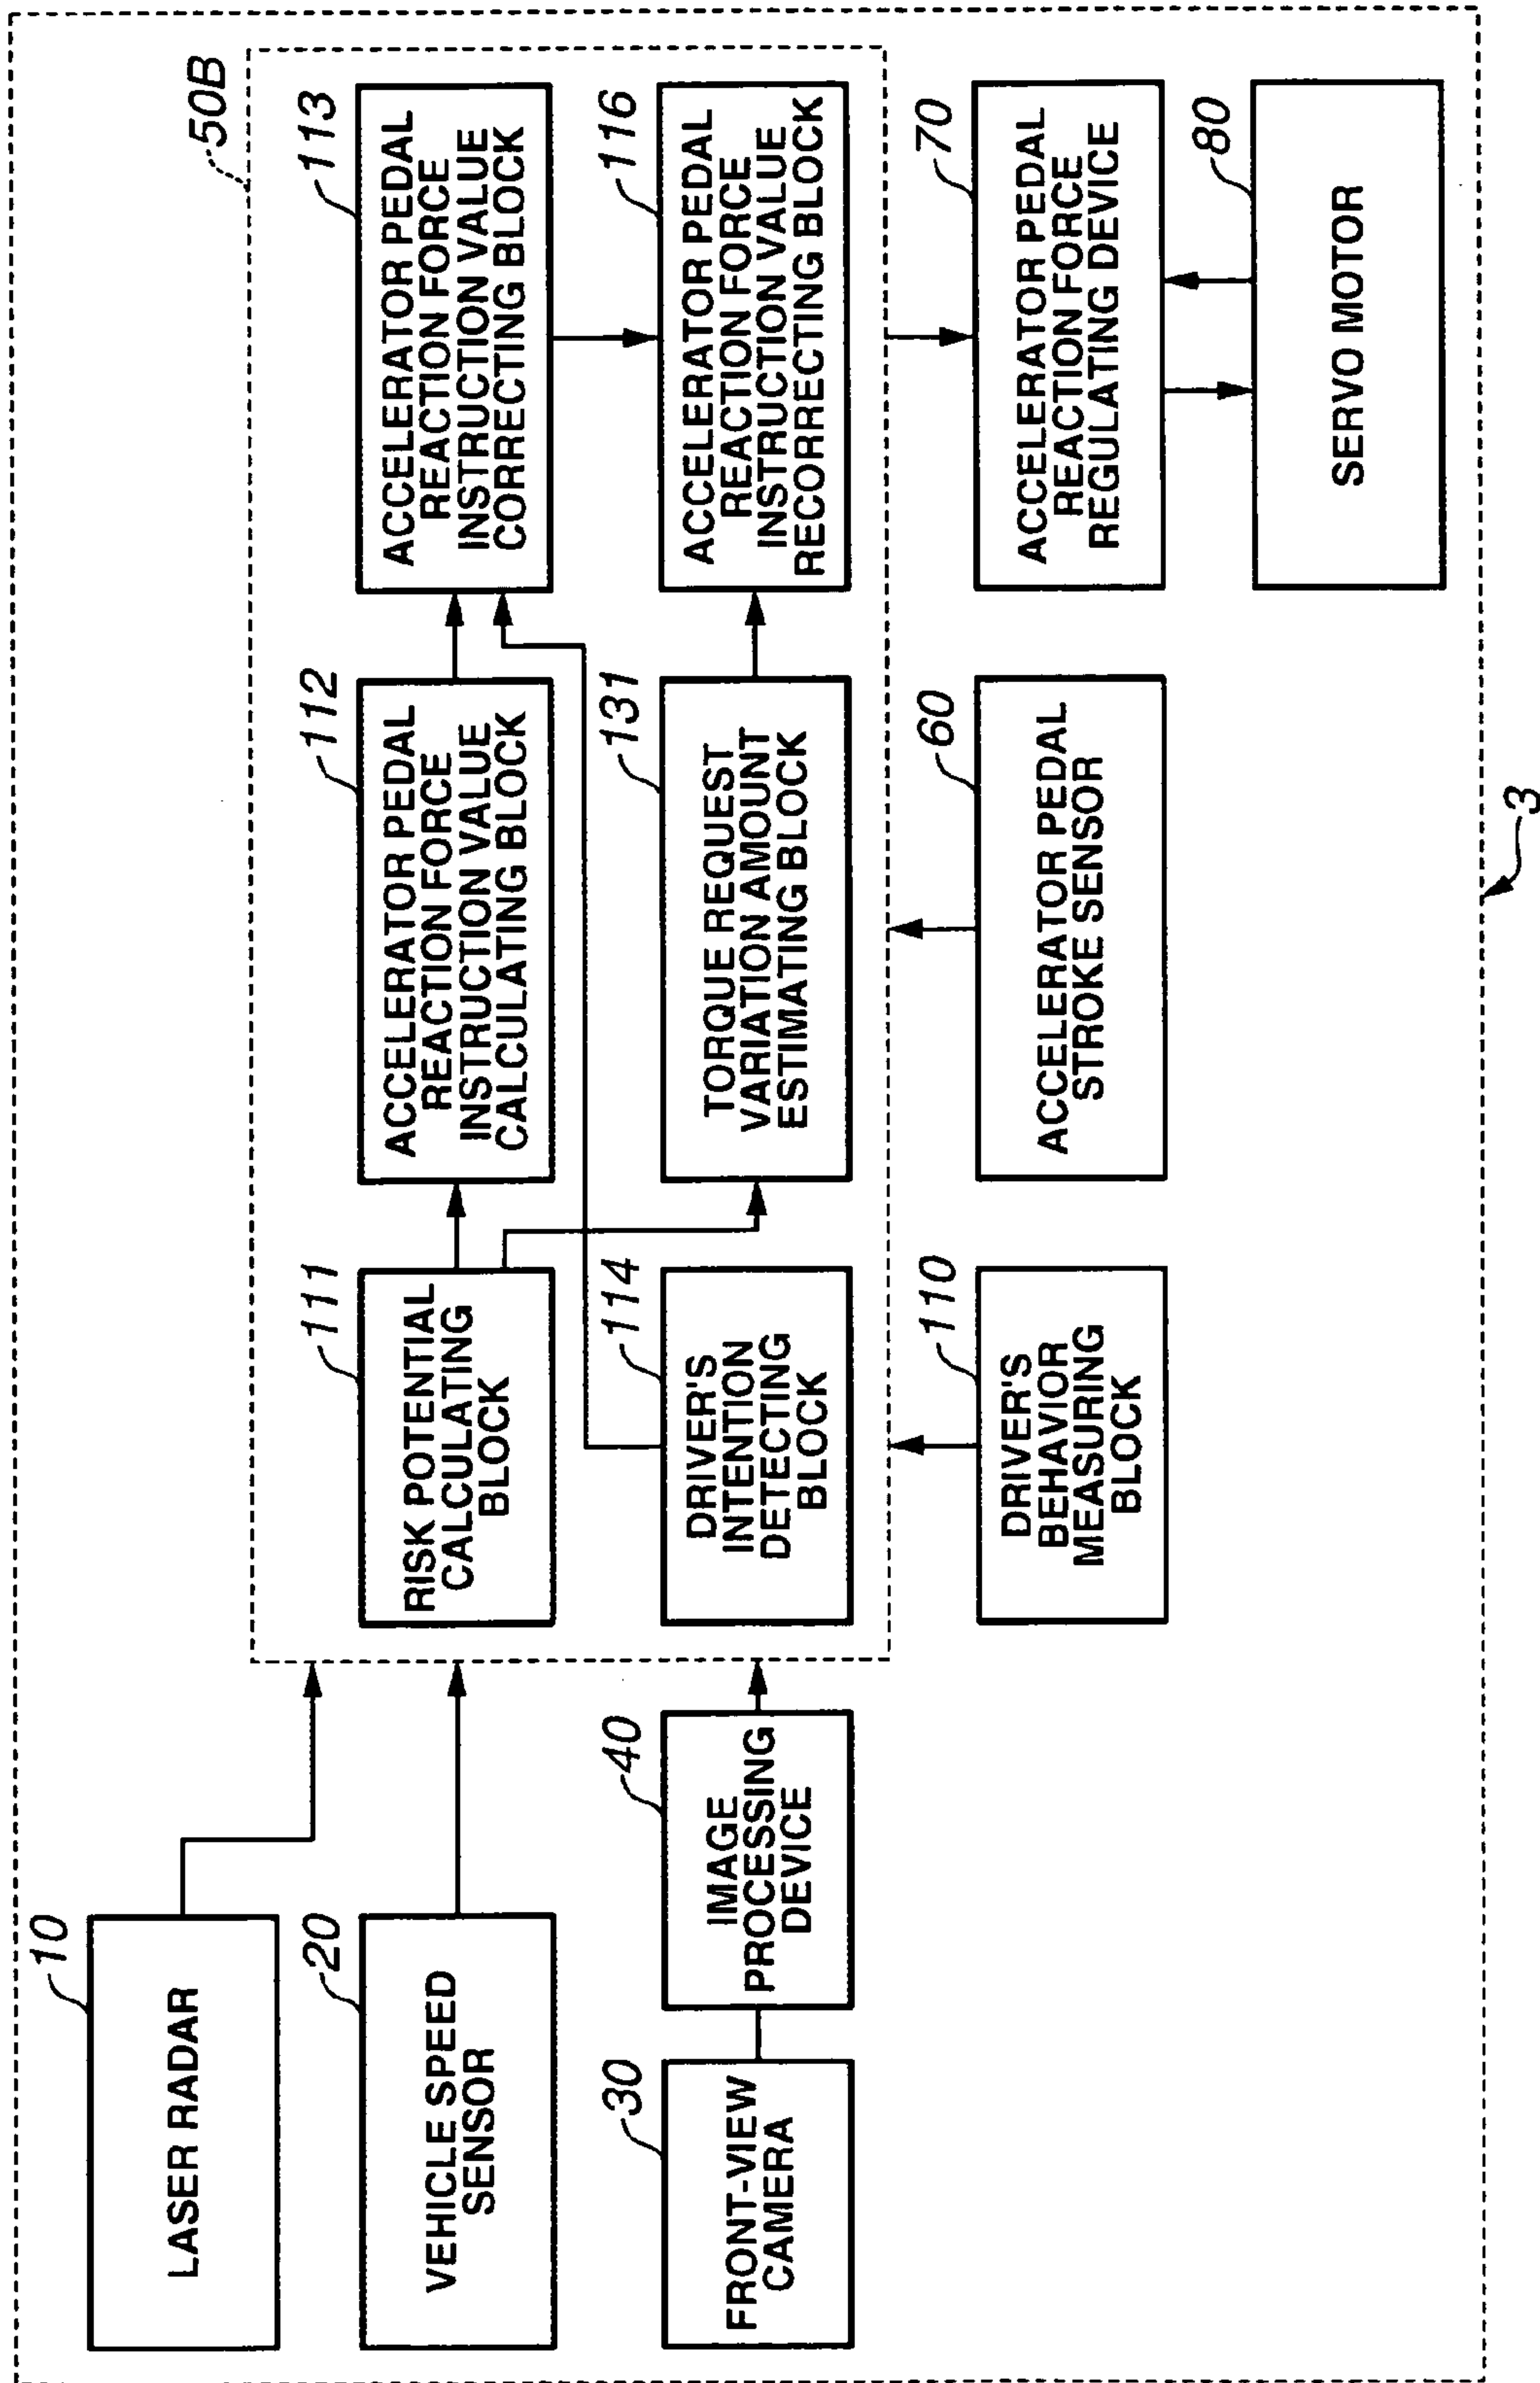 10
LASER RADAR
20
VEHICLE SPEED
SENSOR
30
FRONT-VIEW
CAMERA
40
IMAGE
PROCESSING
DEVICE
50B
111
RISK POTENTIAL
CALCULATING
BLOCK
112
ACCELERATOR PEDAL
REACTION FORCE
INSTRUCTION VALUE
CALCULATING BLOCK
113
ACCELERATOR PEDAL
REACTION FORCE
INSTRUCTION VALUE
CORRECTING BLOCK
114
DRIVER'S
INTENTION
DETECTING
BLOCK
131
TORQUE REQUEST
VARIATION AMOUNT
ESTIMATING BLOCK
116
ACCELERATOR PEDAL
REACTION FORCE
INSTRUCTION VALUE
RECORRECTING BLOCK
110
DRIVER'S
BEHAVIOR
MEASURING
BLOCK
60
ACCELERATOR PEDAL
STROKE SENSOR
70
ACCELERATOR PEDAL
REACTION FORCE
REGULATING DEVICE
80
SERVO MOTOR
3